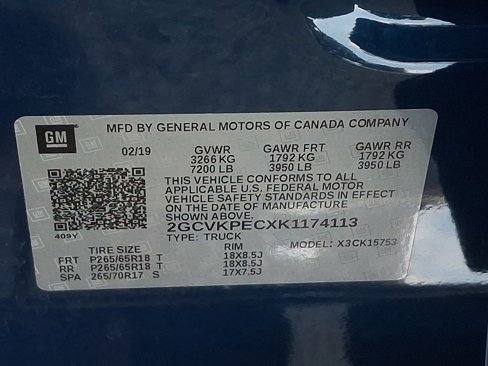 GM
MFD BY GENERAL MOTORS OF CANADA COMPANY
02/19 GVWR GAWR FRT GAWR RR
3266 KG 1792 KG 1792 KG
7200 LB 3950 LB 3950 LB
THIS VEHICLE CONFORMS TO ALL
APPLICABLE U.S. FEDERAL MOTOR
VEHICLE SAFETY STANDARDS IN EFFECT
ON THE DATE OF MANUFACTURE
SHOWN ABOVE.
2GCVKPECXK1174113
409Y TYPE: TRUCK MODEL: X3CK15753
TIRE SIZE RIM
FRT P265/65R18 T 18X8.5J
RR P265/65R18 T 18X8.5J
SPA 265/70R17 S 17X7.5J